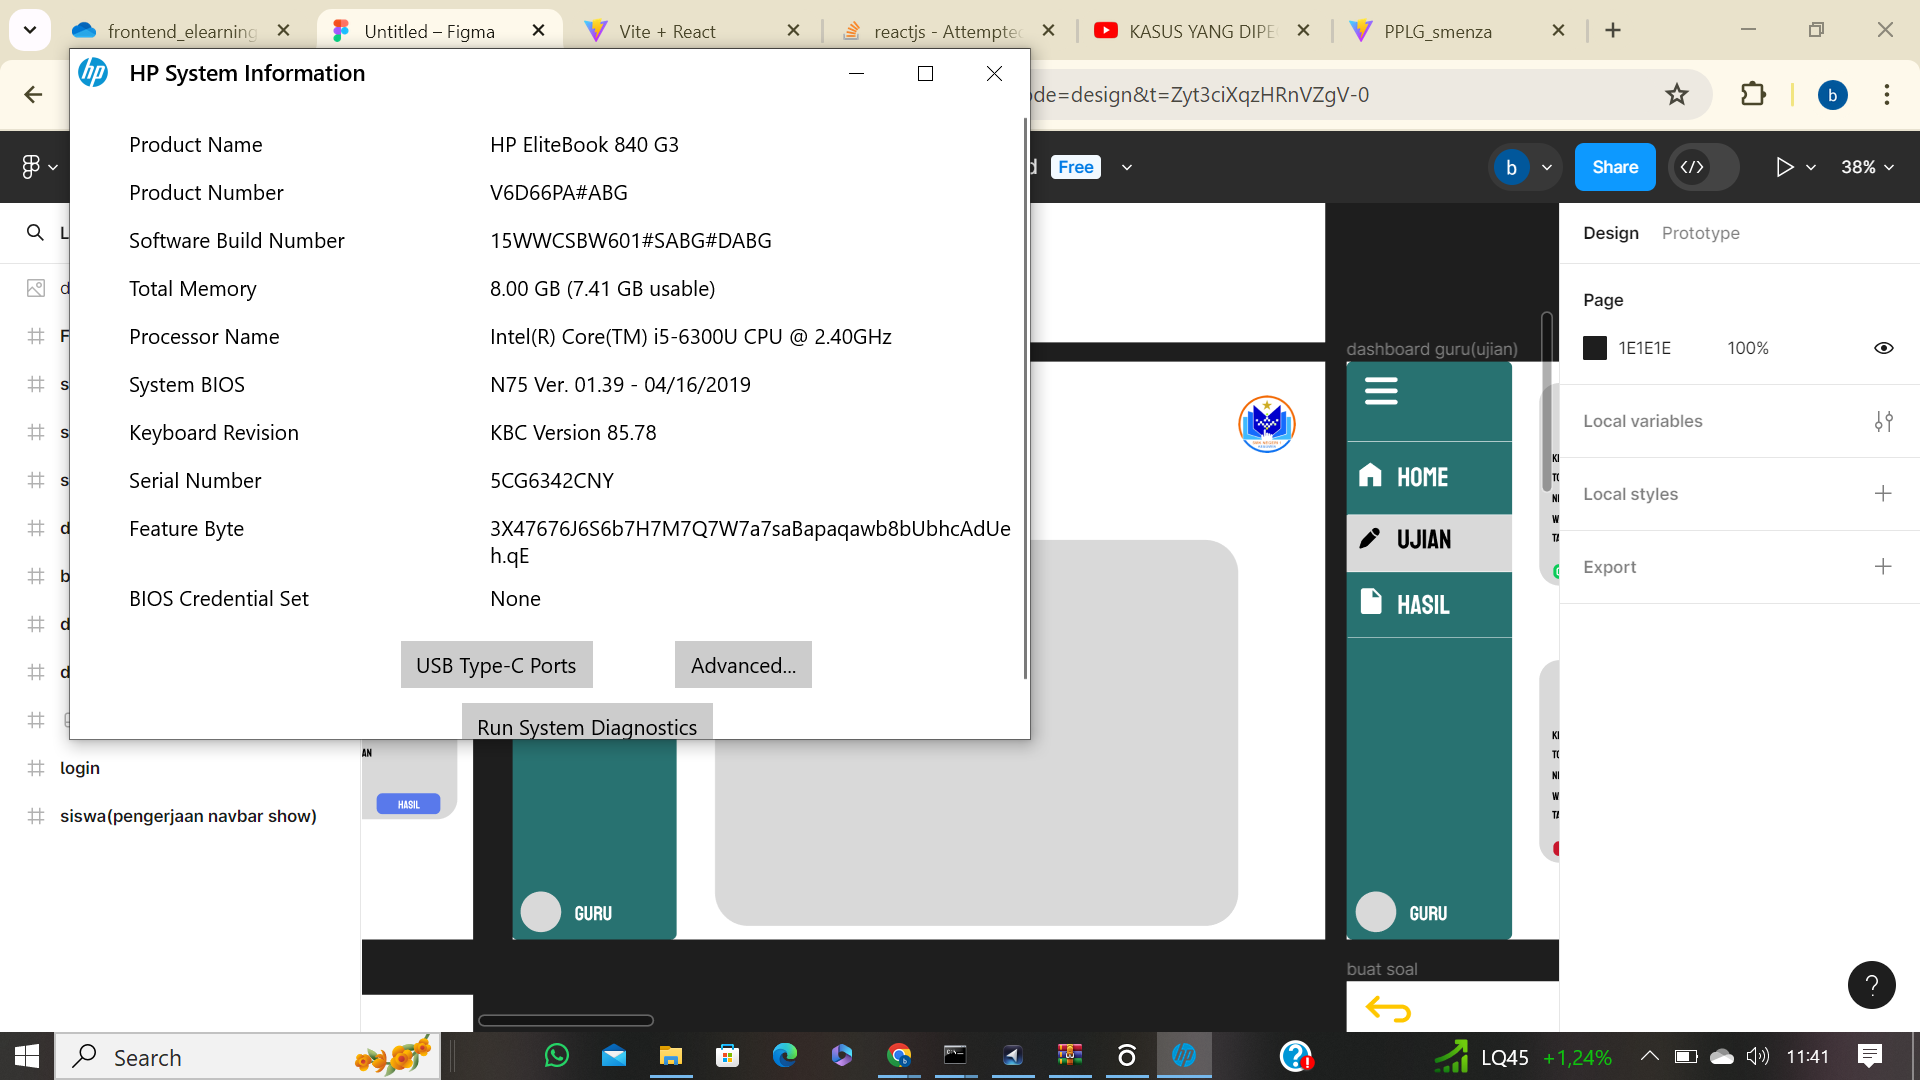 frontend_elearning
Untitled – Figma
Vite + React
reactjs - Attempted
KASUS YANG DIPE
PPLG_smenza
HP System Information
ode=design&t=Zyt3ciXqzHRnVZgV-0
b
Free
b
Share
38%
Product Name HP EliteBook 840 G3
Product Number V6D66PA#ABG
Software Build Number 15WWCSBW601#SABG#DABG
Total Memory 8.00 GB (7.41 GB usable)
Processor Name Intel(R) Core(TM) i5-6300U CPU @ 2.40GHz
System BIOS N75 Ver. 01.39 - 04/16/2019
Keyboard Revision KBC Version 85.78
Serial Number 5CG6342CNY
Feature Byte 3X47676J6S6b7H7M7Q7W7a7saBapaqawb8bUbhcAdUe
h.qE
BIOS Credential Set None
USB Type-C Ports
Advanced...
Run System Diagnostics
login
siswa(pengerjaan navbar show)
HASIL
GURU
dashboard guru(ujian)
HOME
UJIAN
HASIL
GURU
buat soal
Design
Prototype
Page
1E1E1E 100%
Local variables
Local styles
Export
?
Search
LQ45 +1,24%
11:41